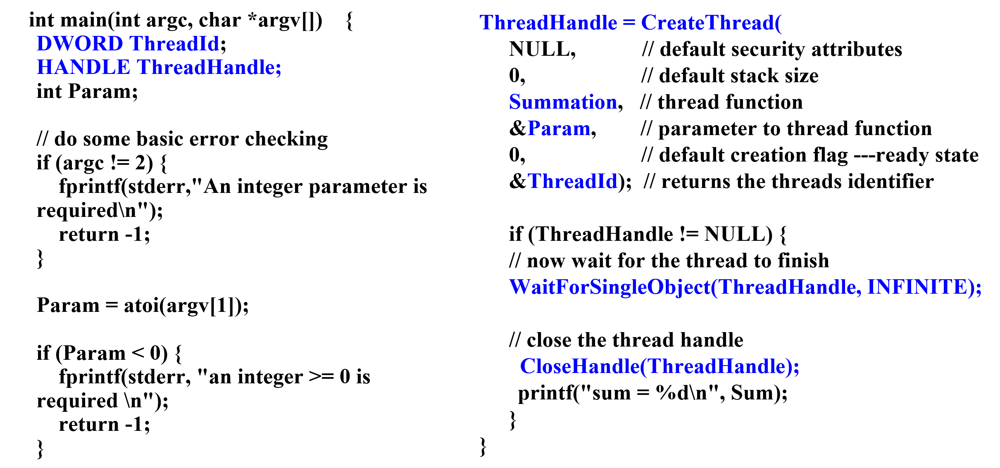 int main(int argc, char *argv[])    {
DWORD ThreadId;
HANDLE ThreadHandle;
int Param;
// do some basic error checking
if (argc != 2) {
fprintf(stderr,"An integer parameter is
required\n");
return -1;
}
Param = atoi(argv[1]);
if (Param < 0) {
fprintf(stderr, "an integer >= 0 is
required \n");
return -1;
}
ThreadHandle = CreateThread(
NULL,          // default security attributes
0,          // default stack size
Summation,   // thread function
&Param,       // parameter to thread function
0,          // default creation flag ---ready state
&ThreadId);  // returns the threads identifier
if (ThreadHandle != NULL) {
// now wait for the thread to finish
WaitForSingleObject(ThreadHandle, INFINITE);
// close the thread handle
CloseHandle(ThreadHandle);
printf("sum = %d\n", Sum);
}
}